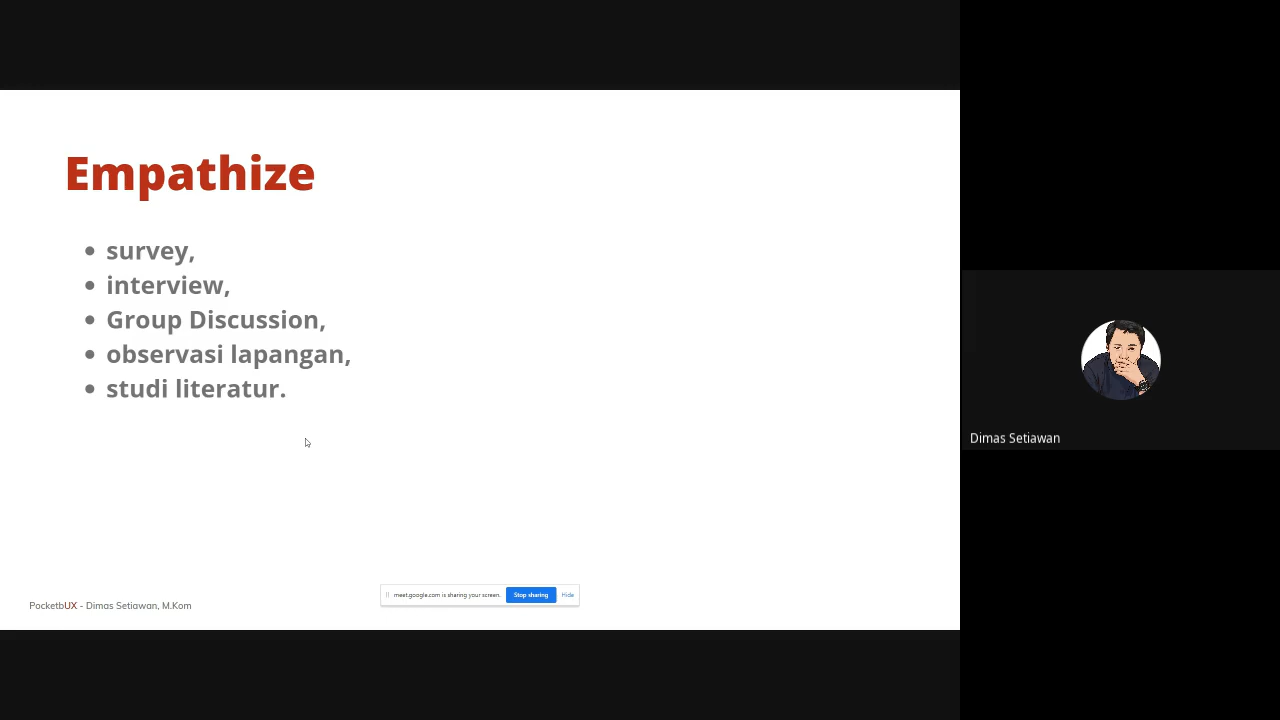 Empathize
survey,
interview,
Group Discussion,
observasi lapangan,
studi literatur.
Dimas Setiawan
meet.google.com is sharing your screen.
Stop sharing
Hide
PocketbUX - Dimas Setiawan, M.Kom